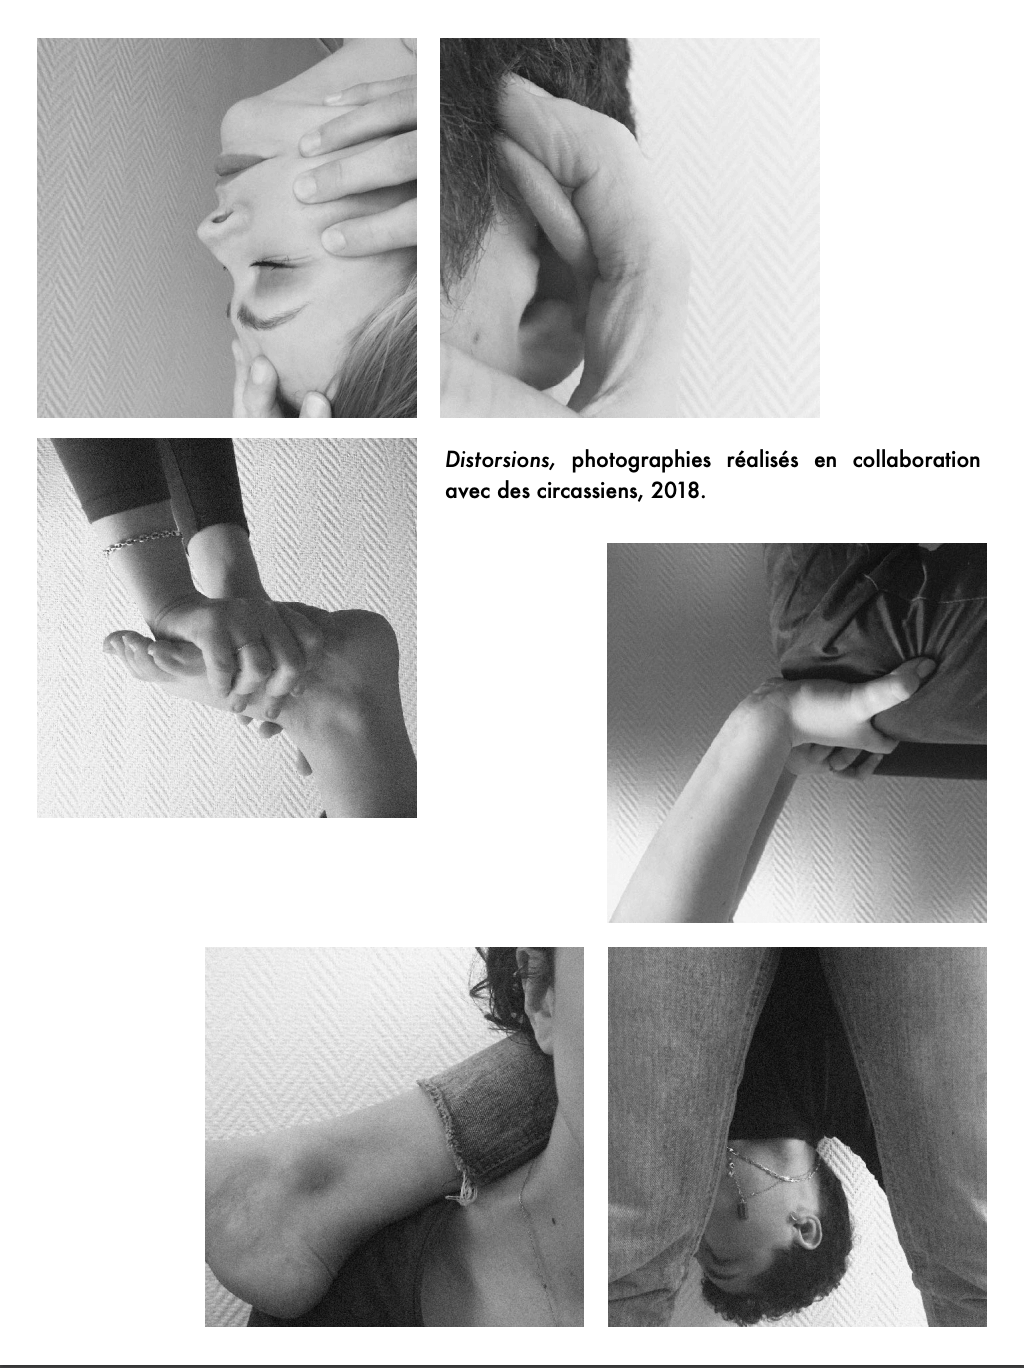 Distorsions, photographies réalisés en collaboration
avec des circassiens, 2018.